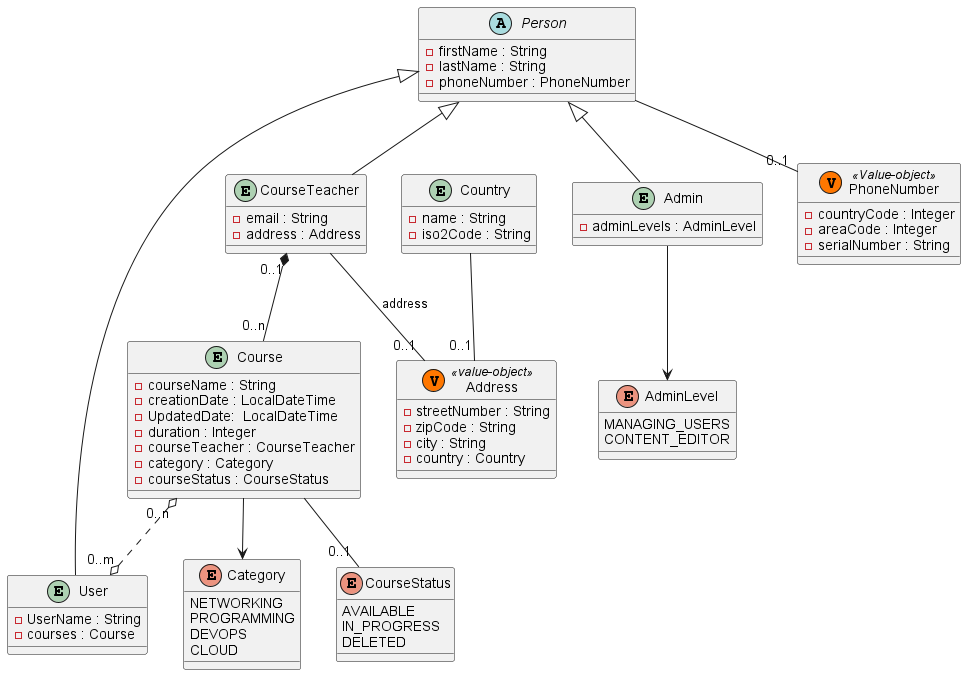 A Person
firstName : String
lastName : String
phoneNumber : PhoneNumber
0..1
E CourseTeacher
email : String
address : Address
E Country
name : String
iso2Code : String
E Admin
adminLevels : AdminLevel
V «Value-object»
PhoneNumber
countryCode : Integer
areaCode : Integer
serialNumber : String
0..1
address
0..n
0..1
0..1
E Course
courseName : String
creationDate : LocalDateTime
UpdatedDate: LocalDateTime
duration : Integer
courseTeacher : CourseTeacher
category : Category
courseStatus : CourseStatus
V «value-object»
Address
streetNumber : String
zipCode : String
city : String
country : Country
E AdminLevel
MANAGING_USERS
CONTENT_EDITOR
0..n
0..m
0..1
E User
UserName : String
courses : Course
E Category
NETWORKING
PROGRAMMING
DEVOPS
CLOUD
E CourseStatus
AVAILABLE
IN_PROGRESS
DELETED